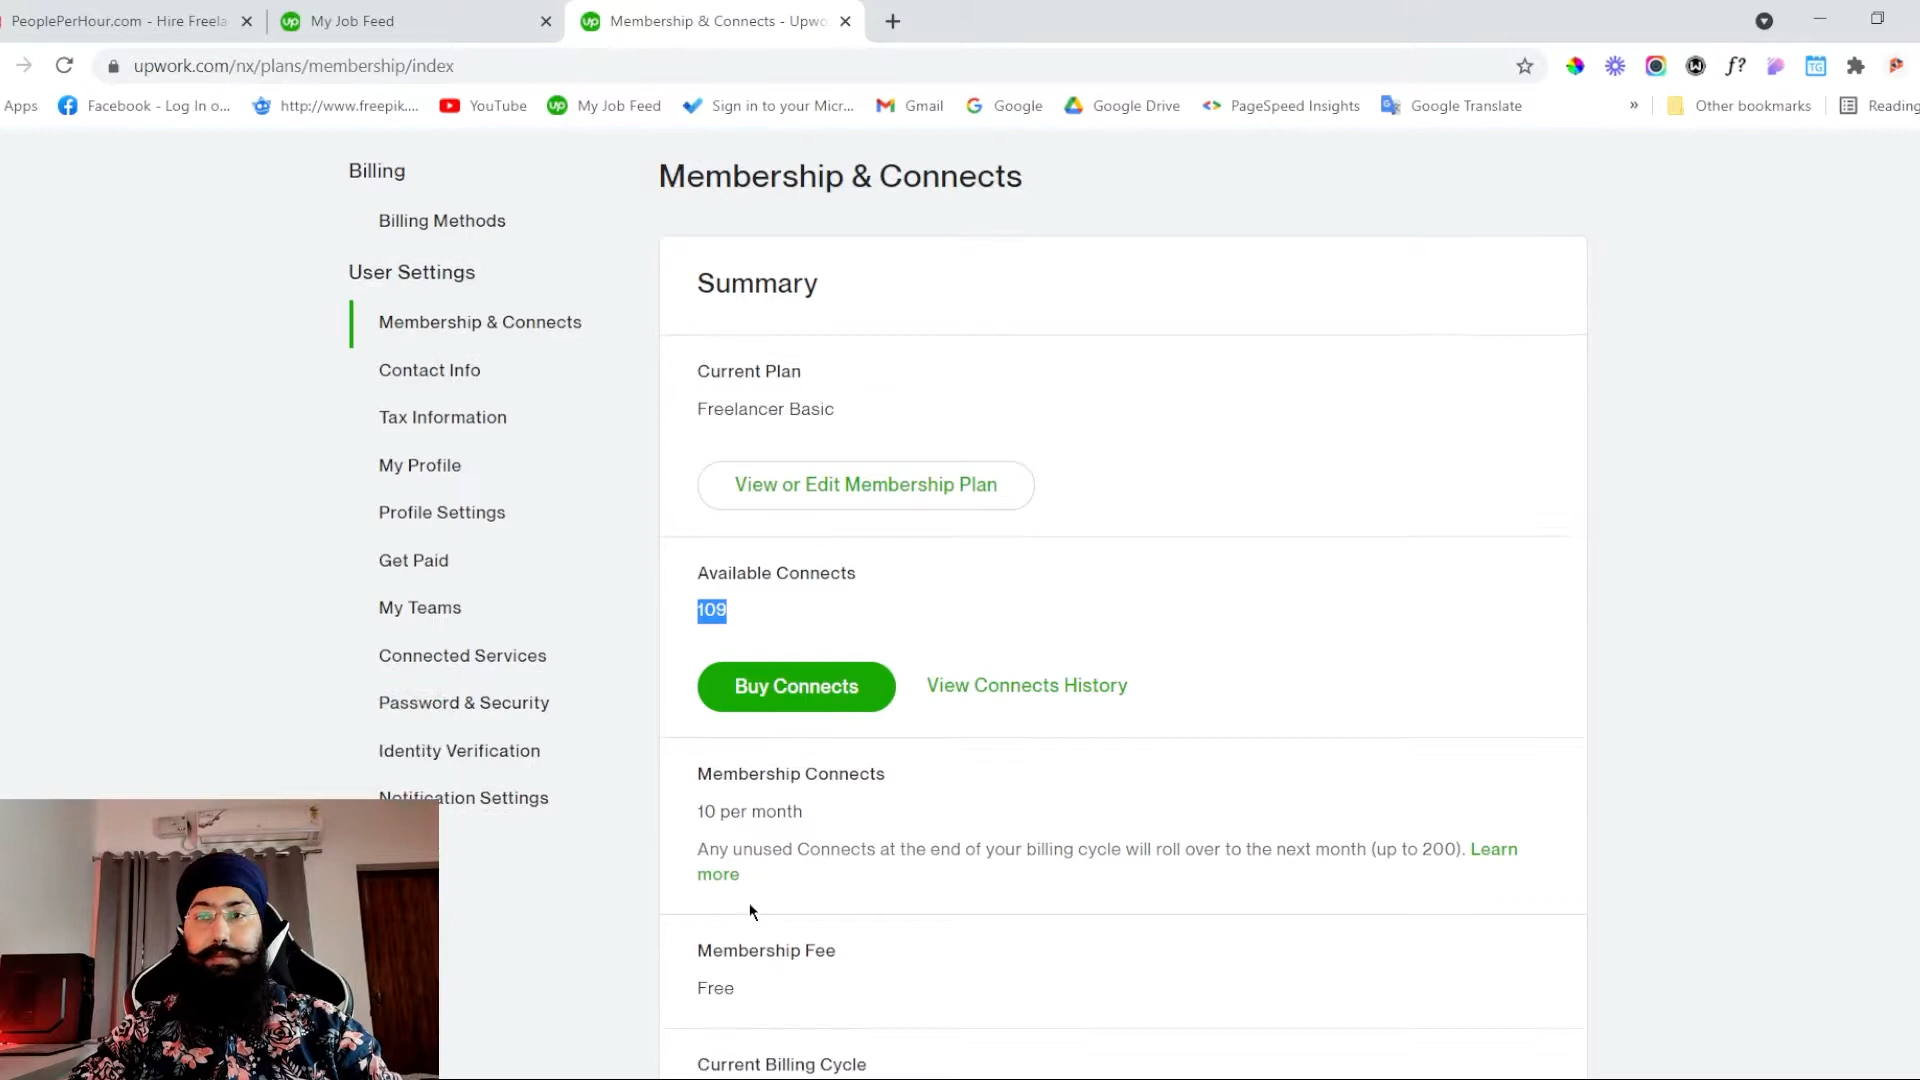 PeoplePerHour.com - Hire Freela
My Job Feed
Membership & Connects - Upwo
upwork.com/nx/plans/membership/index
Apps
Facebook - Log In o...
http://www.freepik....
YouTube
My Job Feed
Sign in to your Micr...
Gmail
Google
Google Drive
PageSpeed Insights
Google Translate
»
Other bookmarks
Reading
Billing
Billing Methods
User Settings
Membership & Connects
Contact Info
Tax Information
My Profile
Profile Settings
Get Paid
My Teams
Connected Services
Password & Security
Identity Verification
Notification Settings
Membership & Connects
Summary
Current Plan
Freelancer Basic
View or Edit Membership Plan
Available Connects
109
Buy Connects
View Connects History
Membership Connects
10 per month
Any unused Connects at the end of your billing cycle will roll over to the next month (up to 200). Learn
more
Membership Fee
Free
Current Billing Cycle